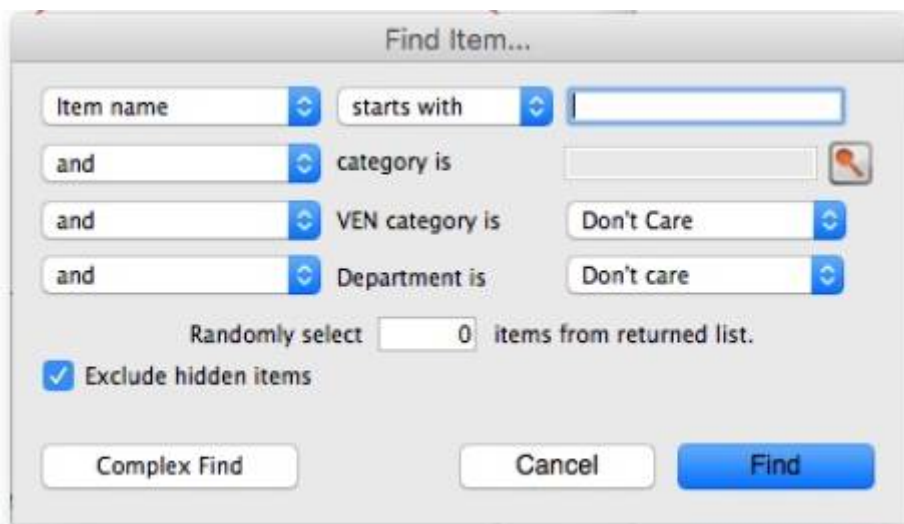 Find Item...
Item name starts with
and category is
and VEN category is Don't Care
and Department is Don't care
Randomly select 0 items from returned list.
Exclude hidden items
Complex Find Cancel Find